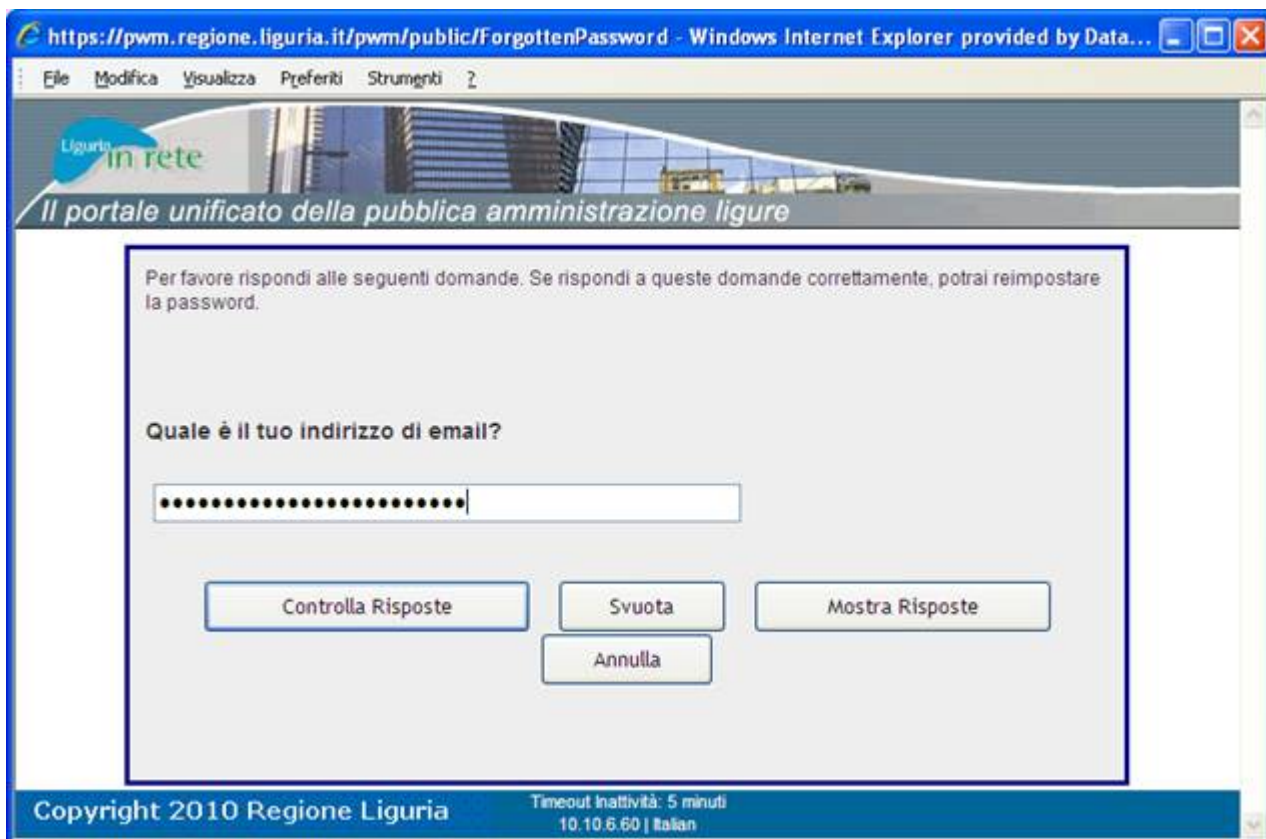 https://pwm.regione.liguria.it/pwm/public/ForgottenPassword - Windows Internet Explorer provided by Data...
File Modifica Visualizza Preferiti Strumenti ?
Liguria
in rete
Il portale unificato della pubblica amministrazione ligure
Per favore rispondi alle seguenti domande. Se rispondi a queste domande correttamente, potrai reimpostare
la password.
Quale è il tuo indirizzo di email?
••••••••••••••••••••••••
Controlla Risposte Svuota Mostra Risposte
Annulla
Copyright 2010 Regione Liguria
Timeout Inattività: 5 minuti
10.10.6.60 | Italian